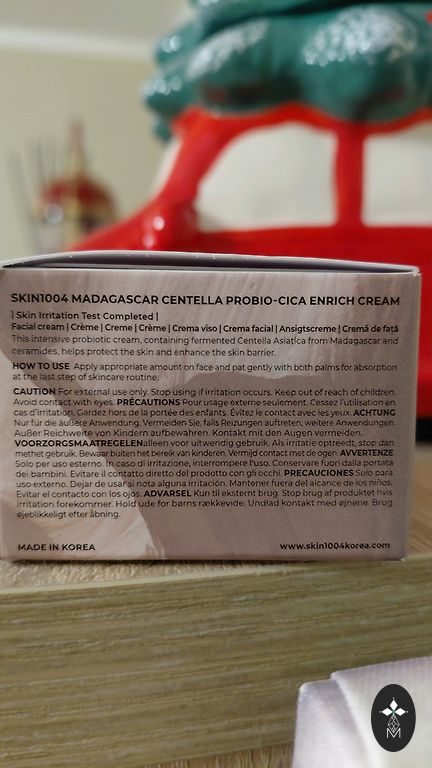 SKIN1004 MADAGASCAR CENTELLA PROBIO-CICA ENRICH CREAM
| Skin Irritation Test Completed |
Facial cream | Crème | Creme | Crème | Crema viso | Crema facial | Ansigtscreme | Cremă de față
This intensive probiotic cream, containing fermented Centella Asiatica from Madagascar and
ceramides, helps protect the skin and enhance the skin barrier.
HOW TO USE Apply appropriate amount on face and pat gently with both palms for absorption
at the last step of skincare routine.
CAUTION For external use only. Stop using if irritation occurs. Keep out of reach of children.
Avoid contact with eyes. PRÉCAUTIONS Pour usage externe seulement. Cessez l'utilisation en
cas d'irritation. Gardez hors de la portée des enfants. Évitez le contact avec les yeux. ACHTUNG
Nur für die äußere Anwendung. Vermeiden Sie, falls Reizungen auftreten, weitere Anwendungen.
Außer Reichweite von Kindern aufbewahren. Kontakt mit den Augen vermeiden.
VOORZORGSMAATREGELEN Alleen voor uitwendig gebruik. Als irritatie optreedt, stop dan
met het gebruik. Bewaar buiten het bereik van kinderen. Vermijd contact met de ogen. AVVERTENZE
Solo per uso esterno. In caso di irritazione, interrompere l'uso. Conservare fuori dalla portata
dei bambini. Evitare il contatto diretto del prodotto con gli occhi. PRECAUCIONES Solo para
uso externo. Dejar de usar si nota alguna irritación. Mantener fuera del alcance de los niños.
Evitar el contacto con los ojos. ADVARSEL Kun til eksternt brug. Stop brug af produktet hvis
irritation forekommer. Hold ude for børns rækkevide. Undlad kontakt med øjnene. Brug
øjeblikkeligt efter åbning.
MADE IN KOREA
www.skin1004korea.com
M